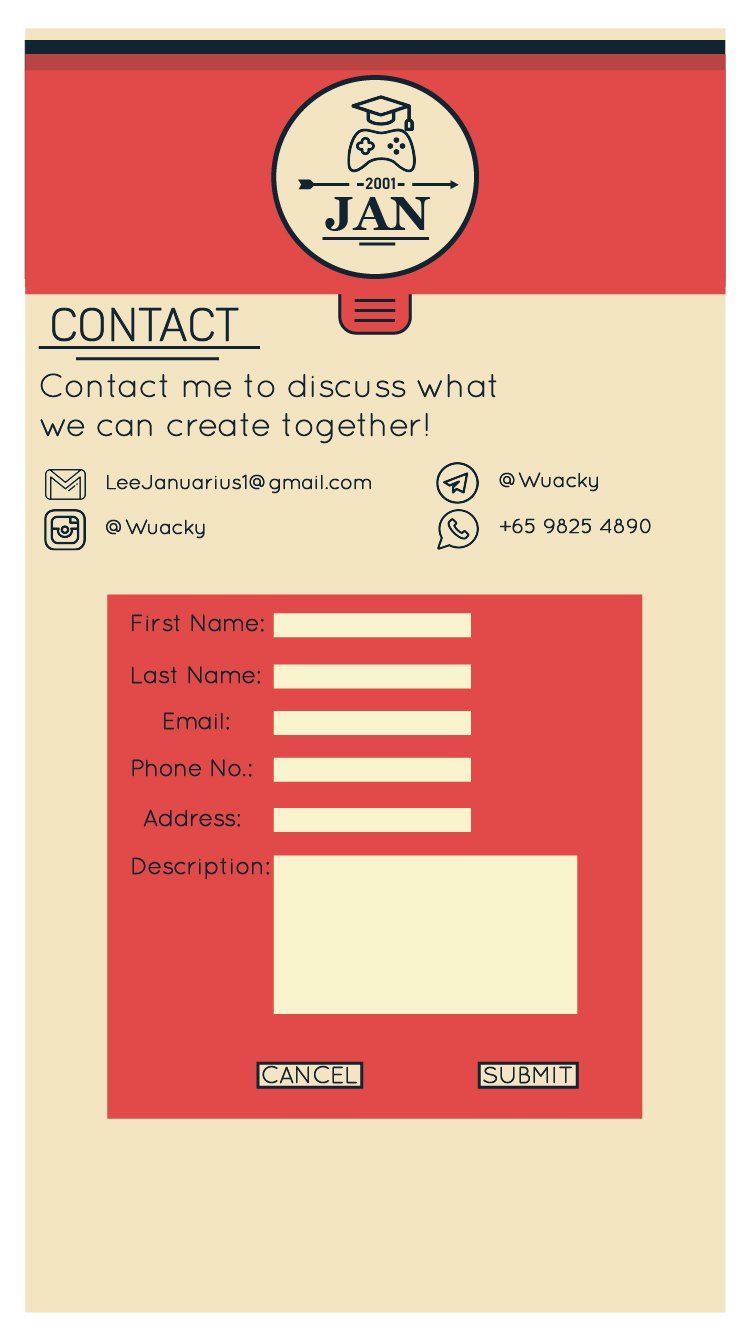 -2001-
JAN
CONTACT
Contact me to discuss what
we can create together!
LeeJanuarius1@gmail.com
@Wuacky
@Wuacky
+65 9825 4890
First Name:
Last Name:
Email:
Phone No.:
Address:
Description:
CANCEL
SUBMIT